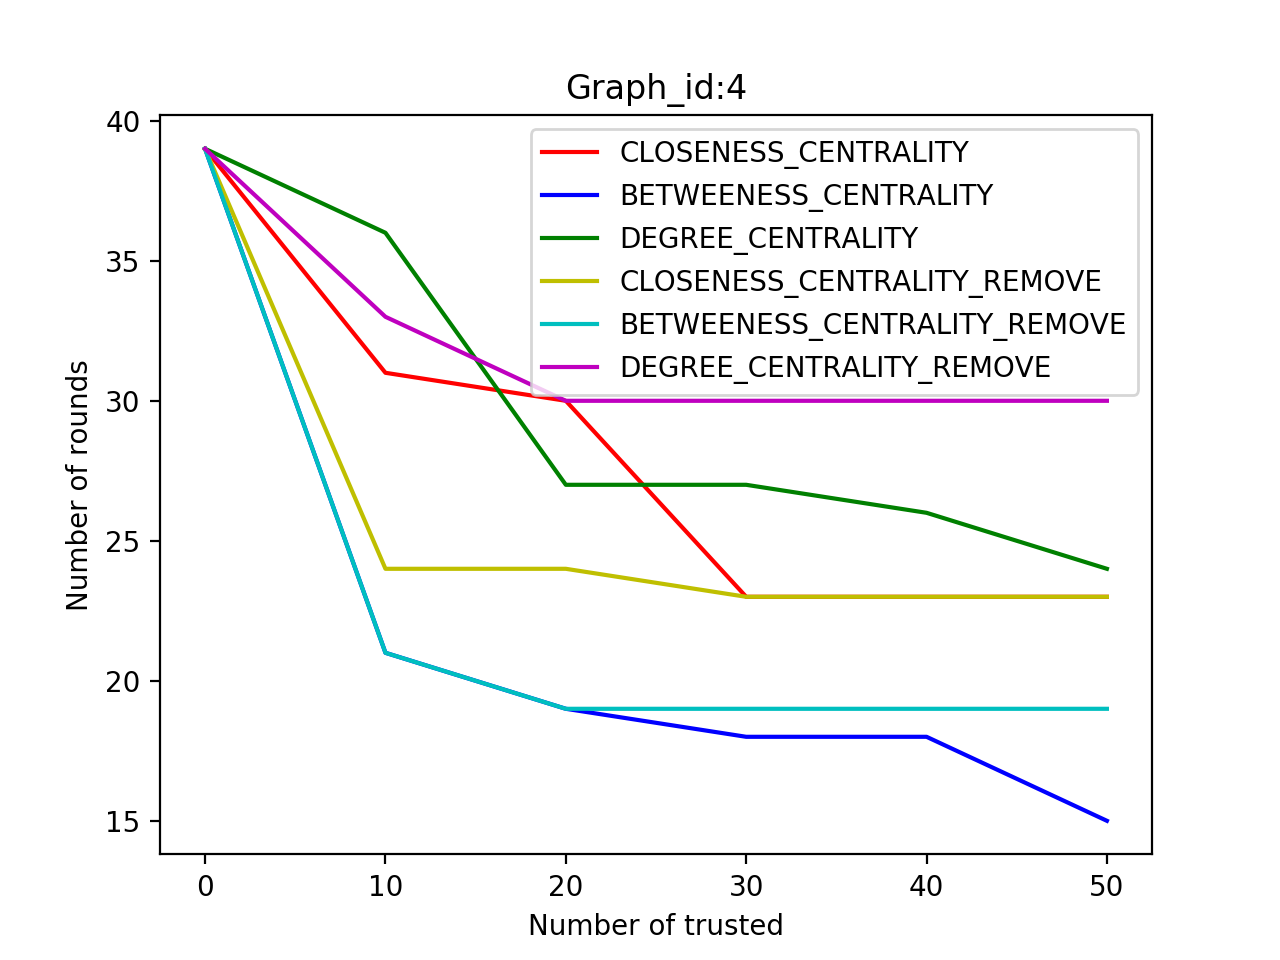 Graph_id:4
40
35
30
25
20
15
Number of rounds
CLOSENESS_CENTRALITY
BETWEENESS_CENTRALITY
DEGREE_CENTRALITY
CLOSENESS_CENTRALITY_REMOVE
BETWEENESS_CENTRALITY_REMOVE
DEGREE_CENTRALITY_REMOVE
0 10 20 30 40 50
Number of trusted